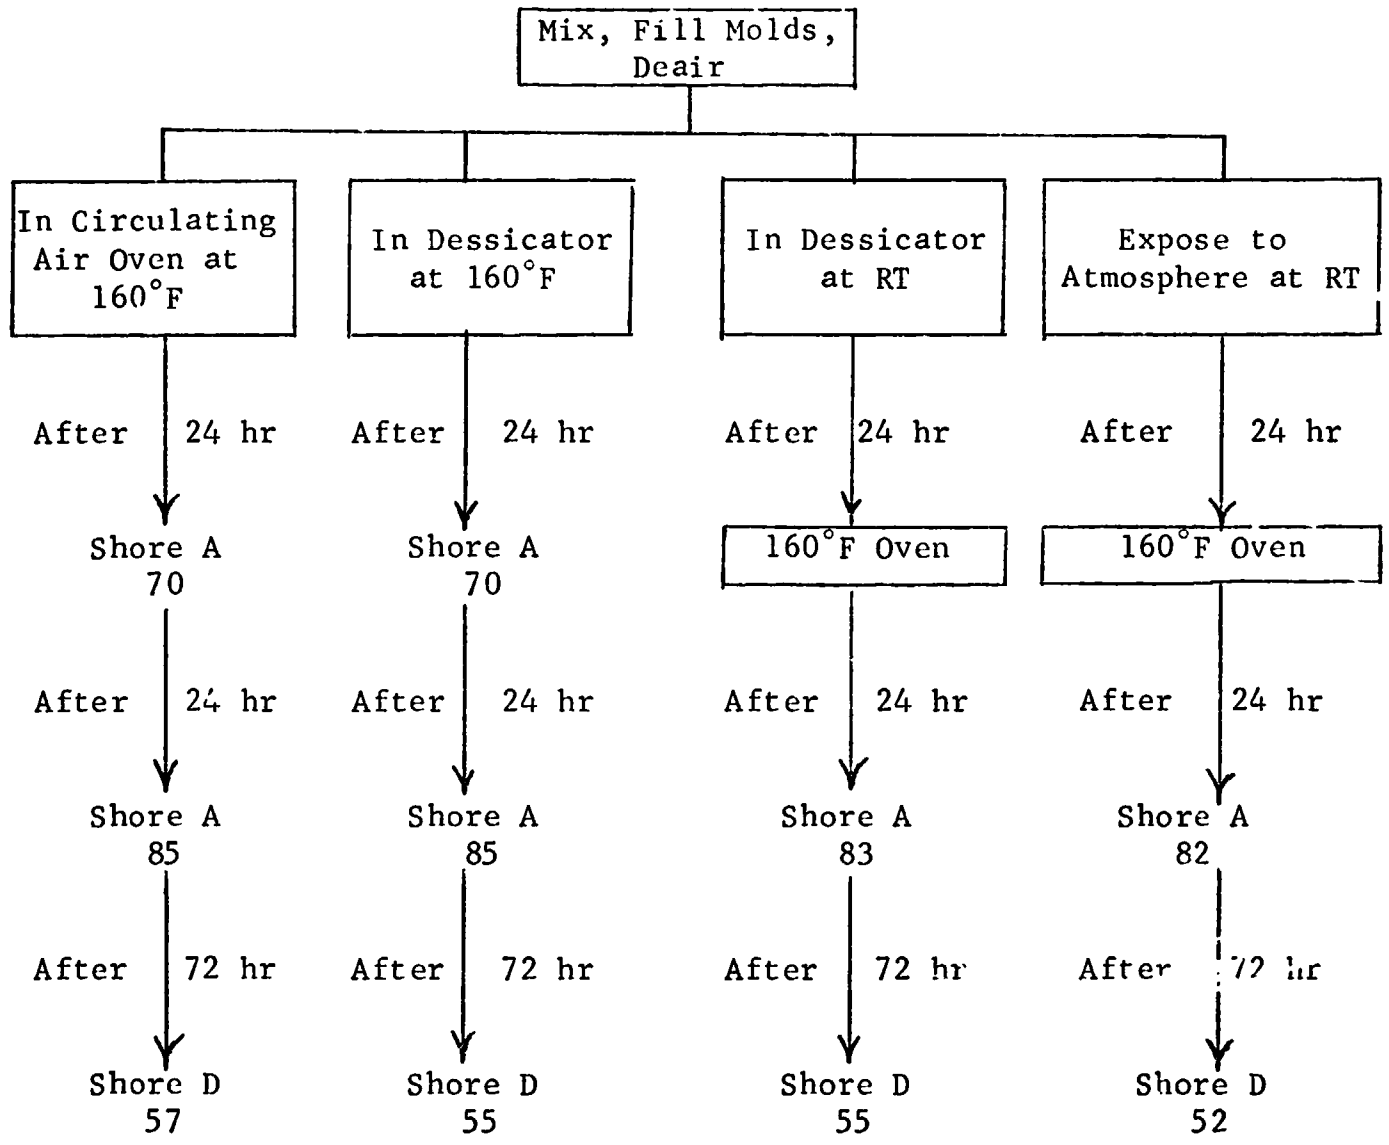 Mix, Fill Molds,
Deair
In Circulating
Air Oven at
160°F
In Dessicator
at 160°F
In Dessicator
at RT
Expose to
Atmosphere at RT
After 24 hr
After 24 hr
After 24 hr
After 24 hr
Shore A
70
Shore A
70
160°F Oven
160°F Oven
After 24 hr
After 24 hr
After 24 hr
After 24 hr
Shore A
85
Shore A
85
Shore A
83
Shore A
82
After 72 hr
After 72 hr
After 72 hr
After 72 hr
Shore D
57
Shore D
55
Shore D
55
Shore D
52